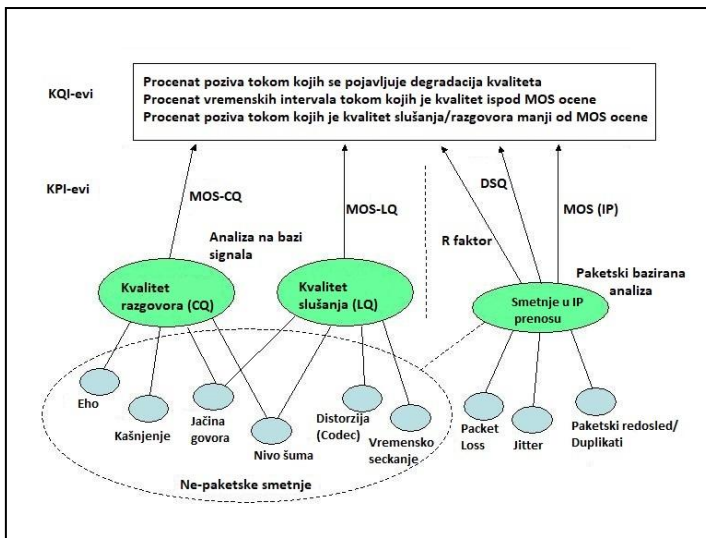 KQI-evi
Procenat poziva tokom kojih se pojavljuje degradacija kvaliteta
Procenat vremenskih intervala tokom kojih je kvalitet ispod MOS ocene
Procenat poziva tokom kojih je kvalitet slušanja/razgovora manji od MOS ocene
KPI-evi
MOS-CQ
MOS-LQ
DSQ
MOS (IP)
R faktor
Analiza na bazi
signala
Paketski bazirana
analiza
Kvalitet
razgovora (CQ)
Kvalitet
slušanja (LQ)
Smetnje u IP
prenosu
Eho
Kašnjenje
Jačina
govora
Nivo šuma
Distorzija
(Codec)
Vremensko
seckanje
Packet
Loss
Jitter
Paketski redosled/
Duplikati
Ne-paketske smetnje